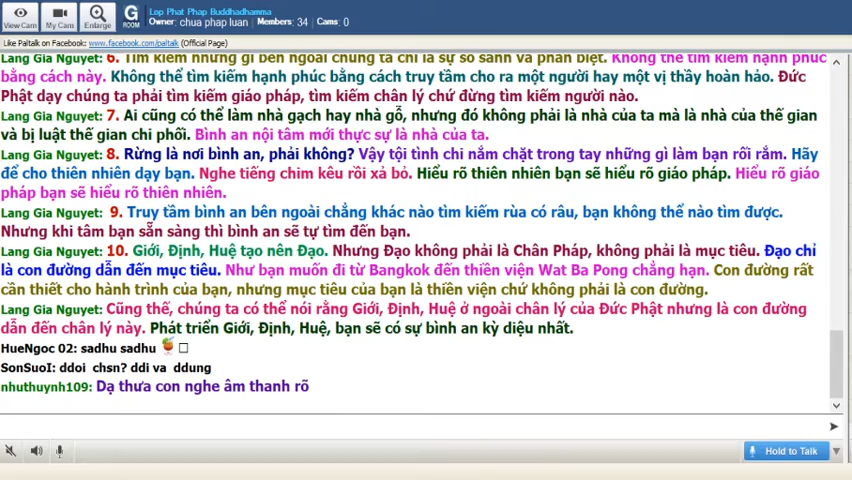 Lop Phat Phap Buddhadhamma
Owner: chua phap luan Members: 34 Cams: 0
View Cam My Cam Enlarge G ROOM
Like Paltalk on Facebook: www.facebook.com/paltalk (Official Page)
Lang Gia Nguyet: 6. Tìm kiếm những gì bên ngoài chúng ta chỉ là sự so sánh và phân biệt. Không thể tìm kiếm hạnh phúc
bằng cách này. Không thể tìm kiếm hạnh phúc bằng cách truy tầm cho ra một người hay một vị thầy hoàn hảo. Đức
Phật dạy chúng ta phải tìm kiếm giáo pháp, tìm kiếm chân lý chứ đừng tìm kiếm người nào.
Lang Gia Nguyet: 7. Ai cũng có thể làm nhà gạch hay nhà gỗ, nhưng đó không phải là nhà của ta mà là nhà của thế gian
và bị luật thế gian chi phối. Bình an nội tâm mới thực sự là nhà của ta.
Lang Gia Nguyet: 8. Rừng là nơi bình an, phải không? Vậy tội tình chi nắm chặt trong tay những gì làm bạn rối rắm. Hãy
để cho thiên nhiên dạy bạn. Nghe tiếng chim kêu rồi xả bỏ. Hiểu rõ thiên nhiên bạn sẽ hiểu rõ giáo pháp. Hiểu rõ giáo
pháp bạn sẽ hiểu rõ thiên nhiên.
Lang Gia Nguyet: 9. Truy tầm bình an bên ngoài chẳng khác nào tìm kiếm rùa có râu, bạn không thể nào tìm được.
Nhưng khi tâm bạn sẵn sàng thì bình an sẽ tự tìm đến bạn.
Lang Gia Nguyet: 10. Giới, Định, Huệ tạo nên Đạo. Nhưng Đạo không phải là Chân Pháp, không phải là mục tiêu. Đạo chỉ
là con đường dẫn đến mục tiêu. Như bạn muốn đi từ Bangkok đến thiền viện Wat Ba Pong chẳng hạn. Con đường rất
cần thiết cho hành trình của bạn, nhưng mục tiêu của bạn là thiền viện chứ không phải là con đường.
Lang Gia Nguyet: Cũng thế, chúng ta có thể nói rằng Giới, Định, Huệ ở ngoài chân lý của Đức Phật nhưng là con đường
dẫn đến chân lý này. Phát triển Giới, Định, Huệ, bạn sẽ có sự bình an kỳ diệu nhất.
HueNgoc 02: sadhu sadhu
SonSuoI: ddoi chsn? ddi va ddung
nhuthuynh109: Dạ thưa con nghe âm thanh rõ
Hold to Talk